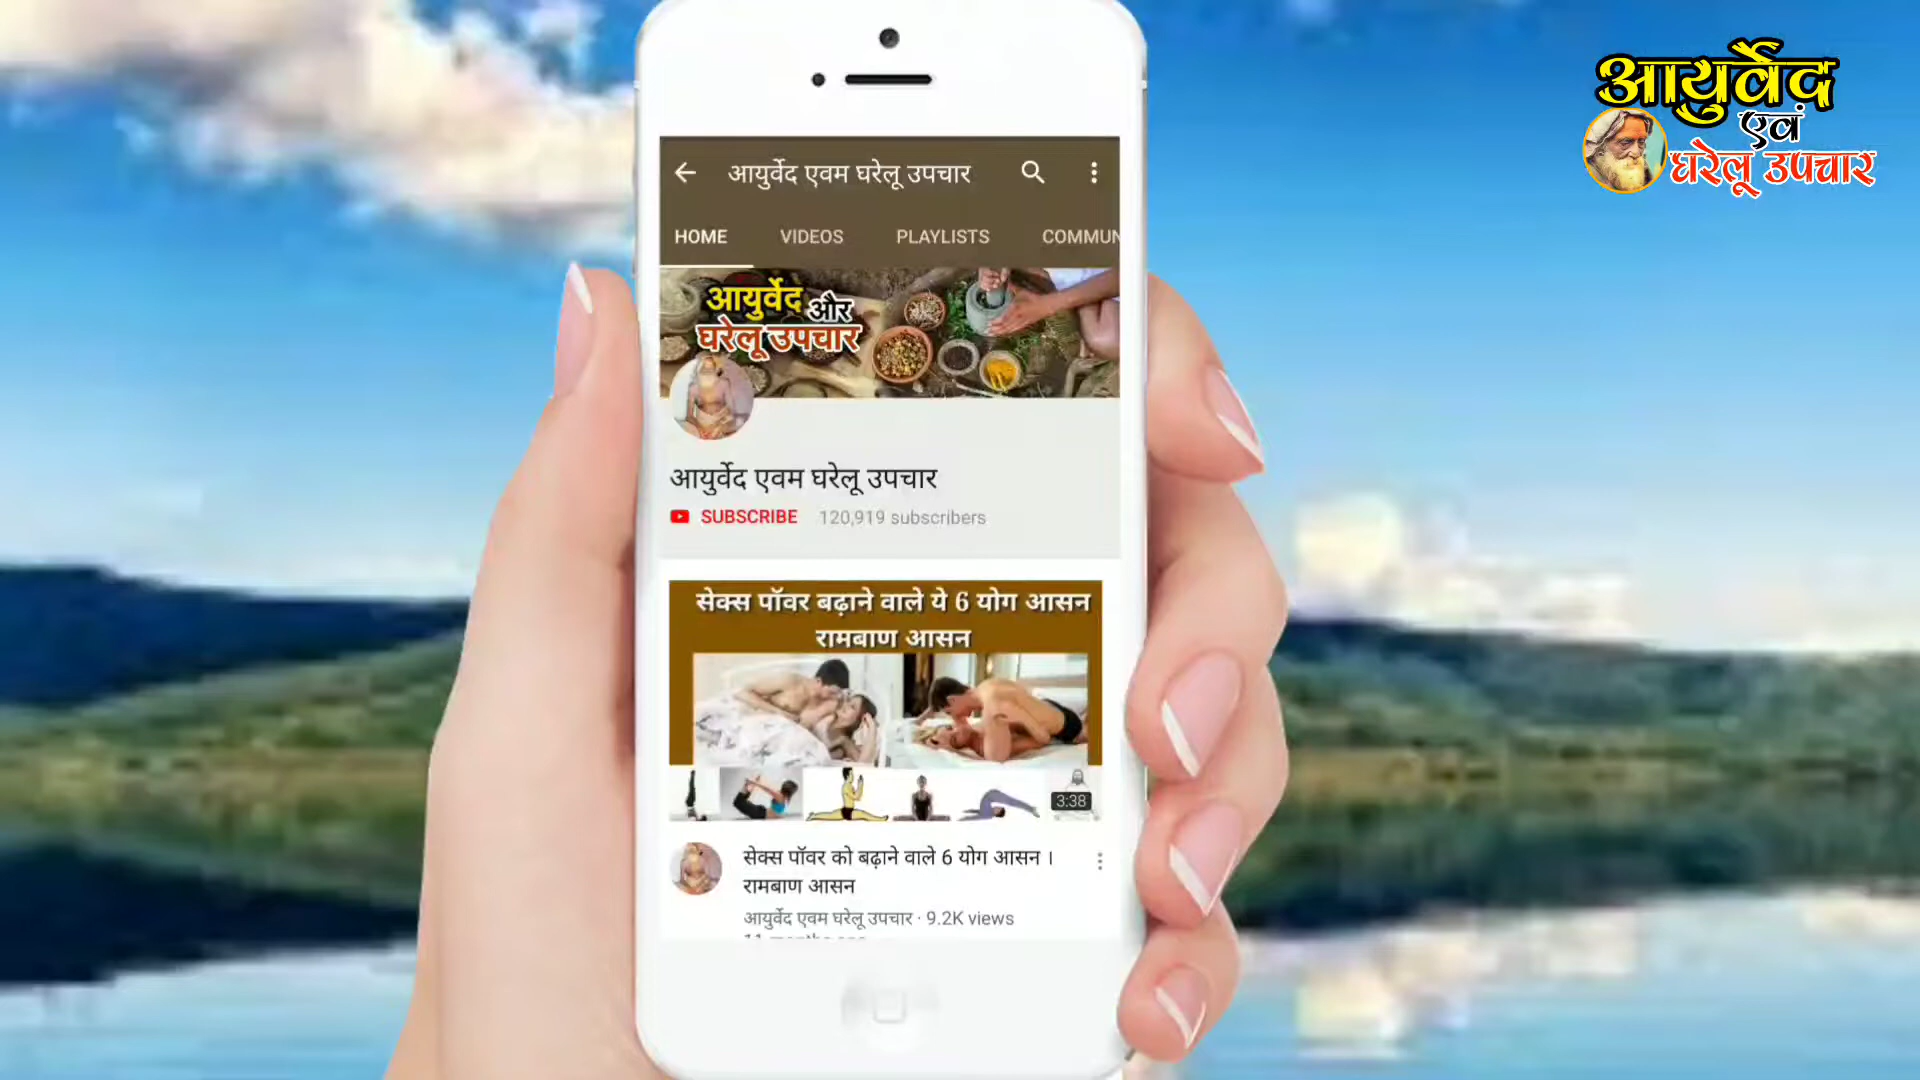 आयुर्वेद
एवं
घरेलू उपचार
आयुर्वेद एवम घरेलू उपचार
HOME VIDEOS PLAYLISTS COMMUN
आयुर्वेद और
घरेलू उपचार
आयुर्वेद एवम घरेलू उपचार
SUBSCRIBE 120,919 subscribers
सेक्स पॉवर बढ़ाने वाले ये 6 योग आसन
रामबाण आसन
3:38
सेक्स पॉवर को बढ़ाने वाले 6 योग आसन ।
रामबाण आसन
आयुर्वेद एवम घरेलू उपचार · 9.2K views